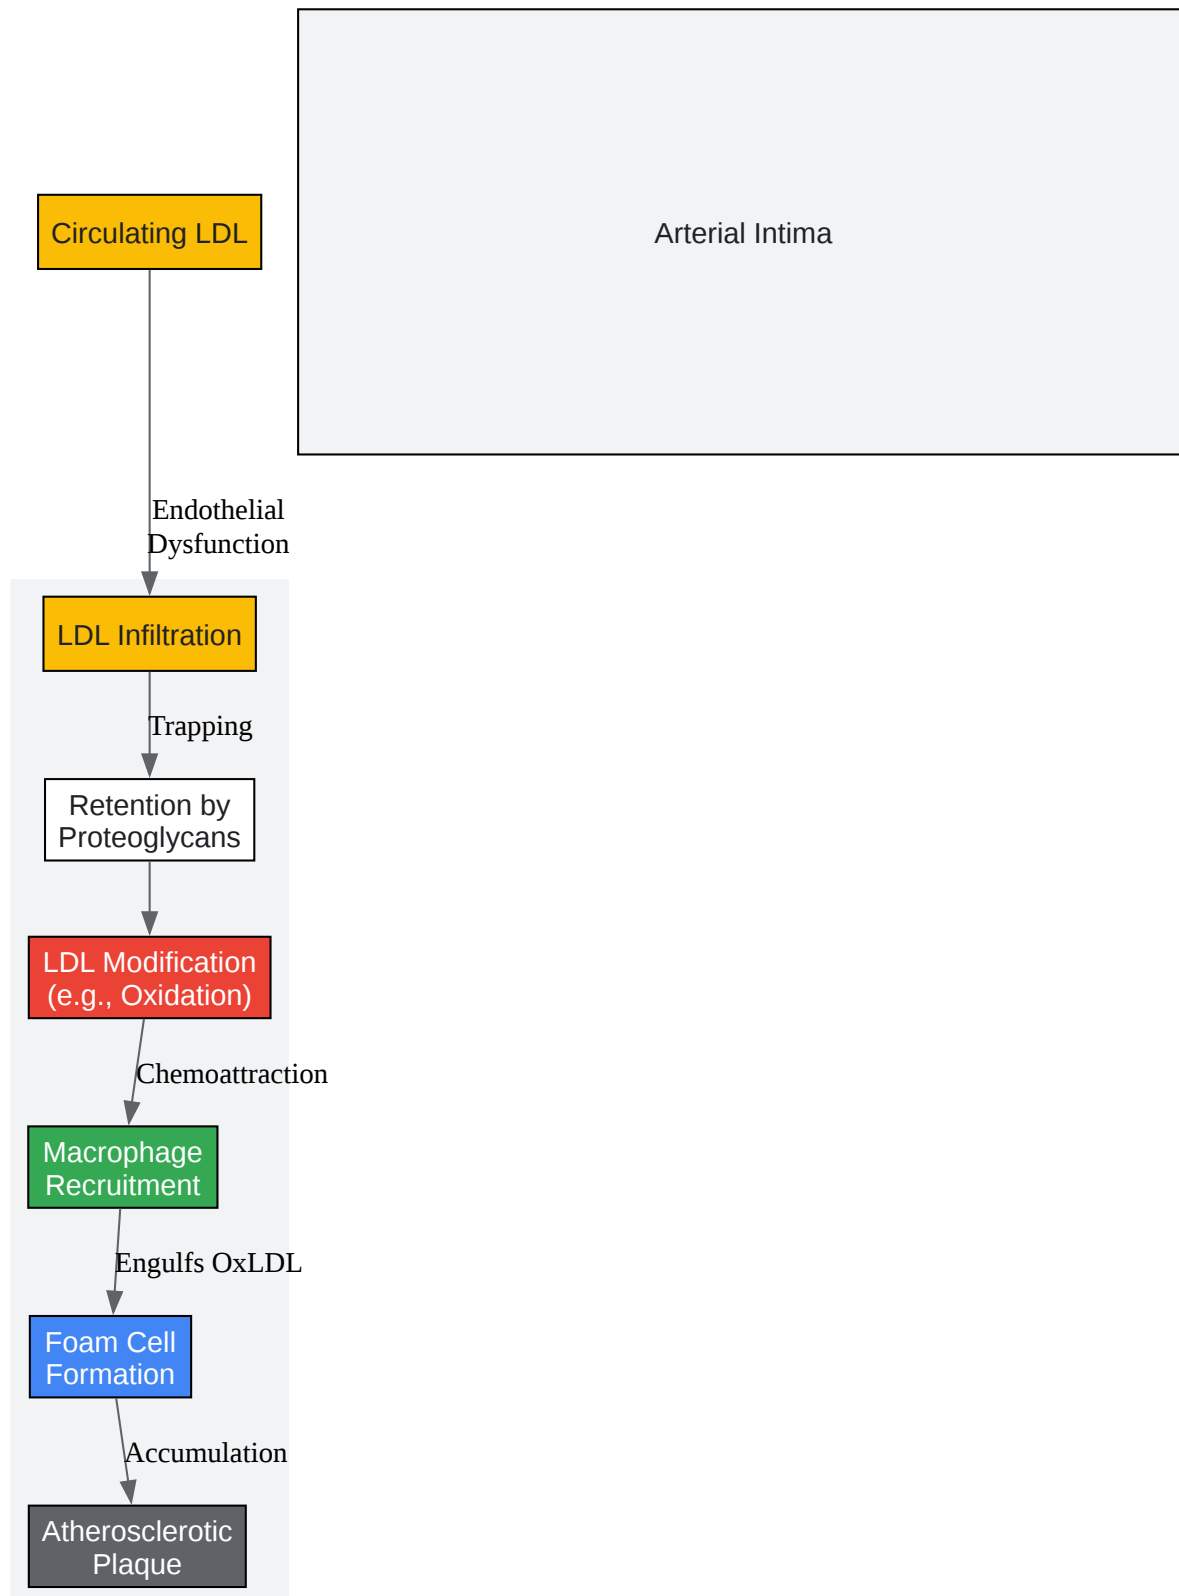 Circulating LDL
Arterial Intima
Endothelial
Dysfunction
LDL Infiltration
Trapping
Retention by
Proteoglycans
LDL Modification
(e.g., Oxidation)
Chemoattraction
Macrophage
Recruitment
Engulfs OxLDL
Foam Cell
Formation
Accumulation
Atherosclerotic
Plaque